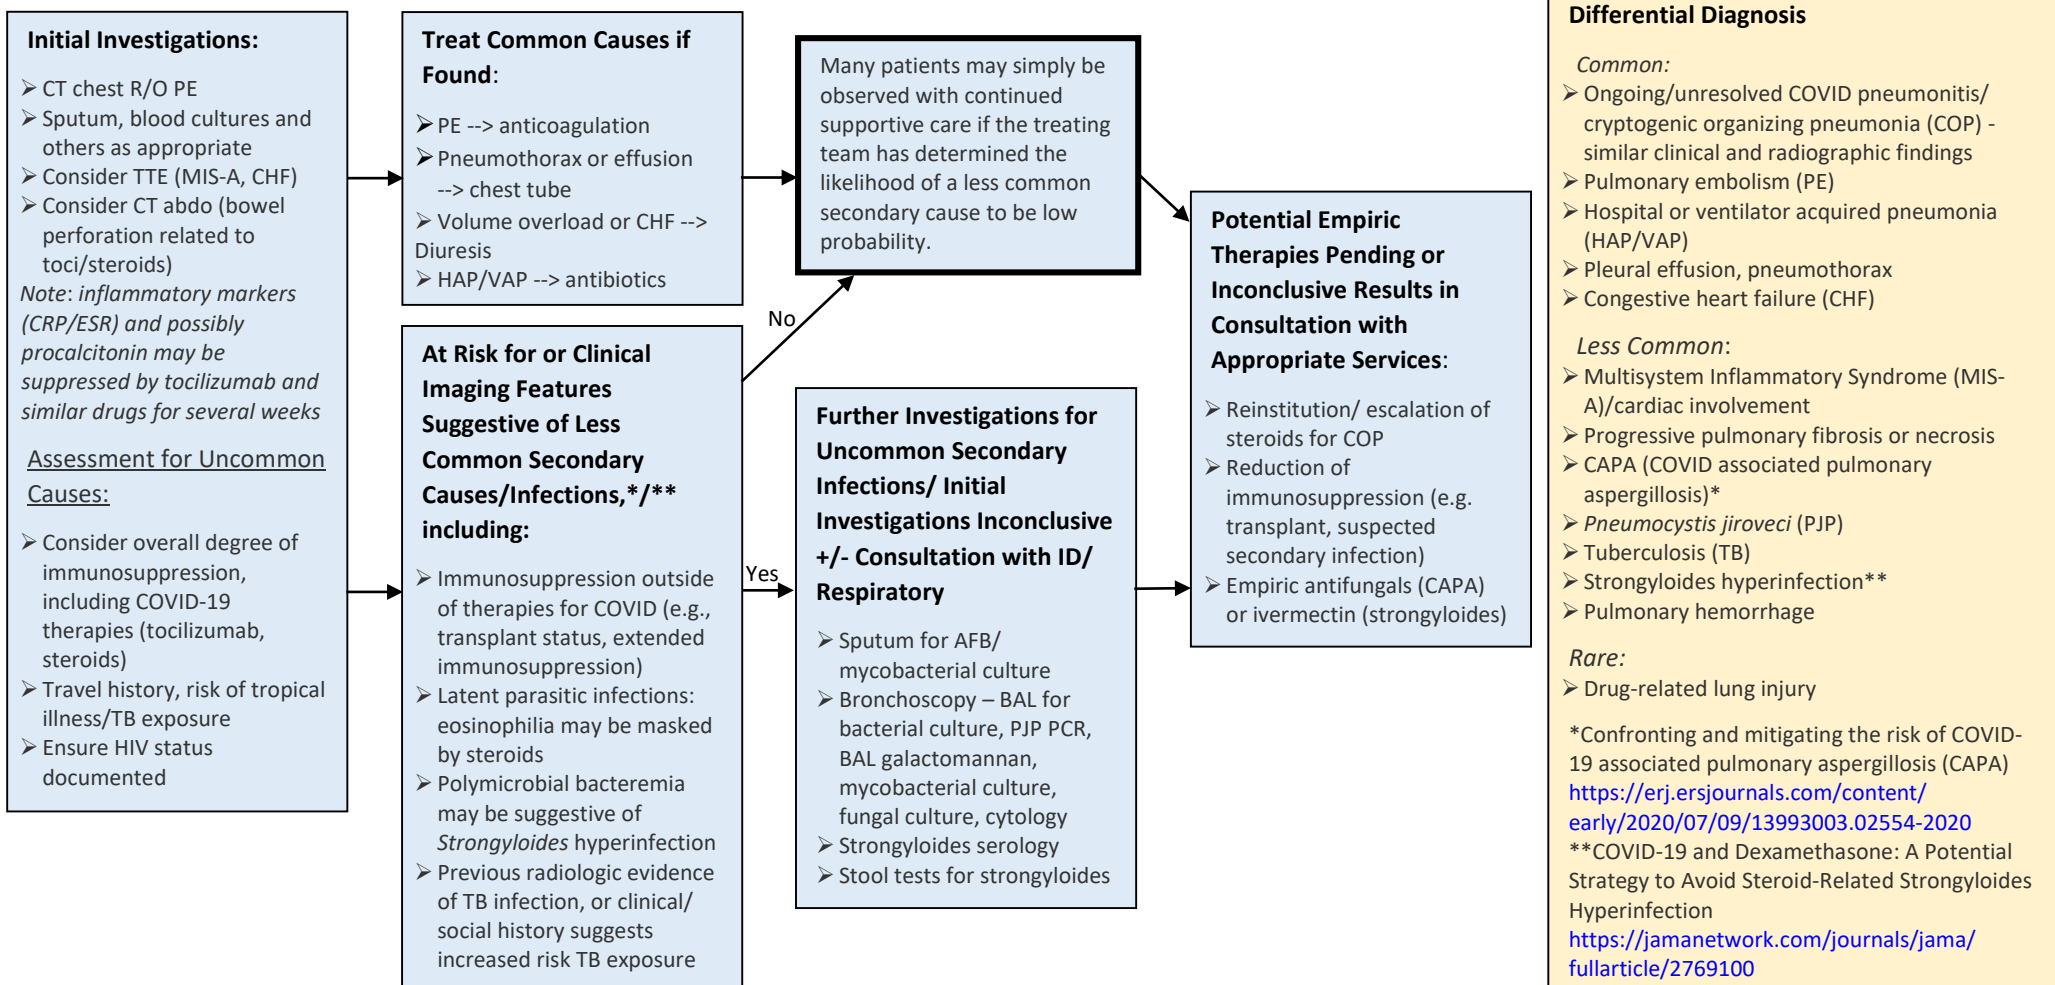 Initial Investigations:
➢ CT chest R/O PE
➢ Sputum, blood cultures and
others as appropriate
➢ Consider TTE (MIS-A, CHF)
➢ Consider CT abdo (bowel
perforation related to
toci/steroids)
Note: inflammatory markers
(CRP/ESR) and possibly
procalcitonin may be
suppressed by tocilizumab and
similar drugs for several weeks
Assessment for Uncommon
Causes:
➢ Consider overall degree of
immunosuppression,
including COVID-19
therapies (tocilizumab,
steroids)
➢ Travel history, risk of tropical
illness/TB exposure
➢ Ensure HIV status
documented
Treat Common Causes if
Found:
➢ PE --> anticoagulation
➢ Pneumothorax or effusion
--> chest tube
➢ Volume overload or CHF -->
Diuresis
➢ HAP/VAP --> antibiotics
At Risk for or Clinical
Imaging Features
Suggestive of Less
Common Secondary
Causes/Infections,*/**
including:
➢ Immunosuppression outside
of therapies for COVID (e.g.,
transplant status, extended
immunosuppression)
➢ Latent parasitic infections:
eosinophilia may be masked
by steroids
➢ Polymicrobial bacteremia
may be suggestive of
Strongyloides hyperinfection
➢ Previous radiologic evidence
of TB infection, or clinical/
social history suggests
increased risk TB exposure
No
Yes
Many patients may simply be
observed with continued
supportive care if the treating
team has determined the
likelihood of a less common
secondary cause to be low
probability.
Further Investigations for
Uncommon Secondary
Infections/ Initial
Investigations Inconclusive
+/- Consultation with ID/
Respiratory
➢ Sputum for AFB/
mycobacterial culture
➢ Bronchoscopy – BAL for
bacterial culture, PJP PCR,
BAL galactomannan,
mycobacterial culture,
fungal culture, cytology
➢ Strongyloides serology
➢ Stool tests for strongyloides
Potential Empiric
Therapies Pending or
Inconclusive Results in
Consultation with
Appropriate Services:
➢ Reinstitution/ escalation of
steroids for COP
➢ Reduction of
immunosuppression (e.g.
transplant, suspected
secondary infection)
➢ Empiric antifungals (CAPA)
or ivermectin (strongyloides)
Differential Diagnosis
Common:
➢ Ongoing/unresolved COVID pneumonitis/
cryptogenic organizing pneumonia (COP) -
similar clinical and radiographic findings
➢ Pulmonary embolism (PE)
➢ Hospital or ventilator acquired pneumonia
(HAP/VAP)
➢ Pleural effusion, pneumothorax
➢ Congestive heart failure (CHF)
Less Common:
➢ Multisystem Inflammatory Syndrome (MIS-
A)/cardiac involvement
➢ Progressive pulmonary fibrosis or necrosis
➢ CAPA (COVID associated pulmonary
aspergillosis)*
➢ Pneumocystis jiroveci (PJP)
➢ Tuberculosis (TB)
➢ Strongyloides hyperinfection**
➢ Pulmonary hemorrhage
Rare:
➢ Drug-related lung injury
*Confronting and mitigating the risk of COVID-
19 associated pulmonary aspergillosis (CAPA)
https://erj.ersjournals.com/content/
early/2020/07/09/13993003.02554-2020
**COVID-19 and Dexamethasone: A Potential
Strategy to Avoid Steroid-Related Strongyloides
Hyperinfection
https://jamanetwork.com/journals/jama/
fullarticle/2769100